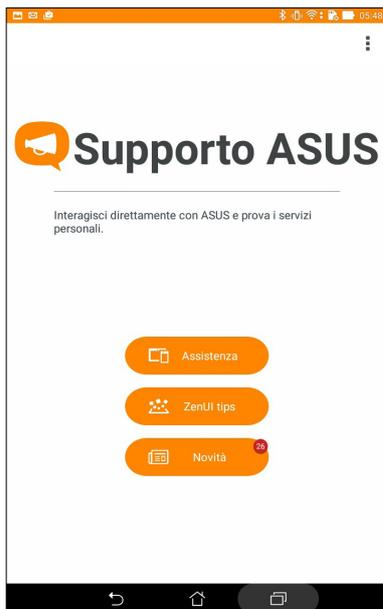 05:48
Supporto ASUS
Interagisci direttamente con ASUS e prova i servizi
personali.
Assistenza
ZenUI tips
26
Novità